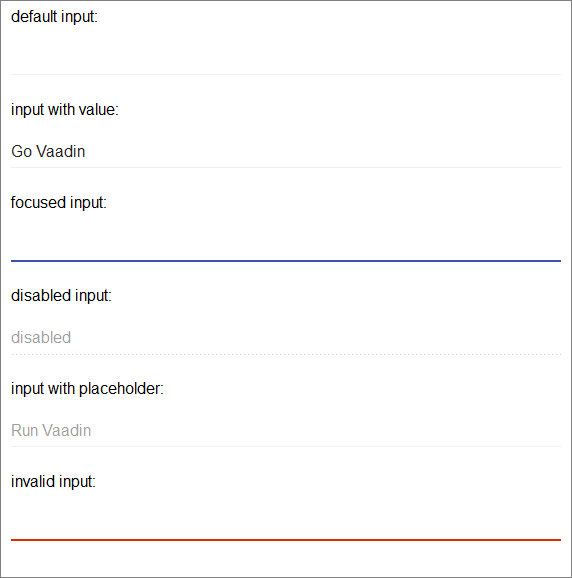 default input:
input with value:
Go Vaadin
focused input:
disabled input:
disabled
input with placeholder:
Run Vaadin
invalid input: